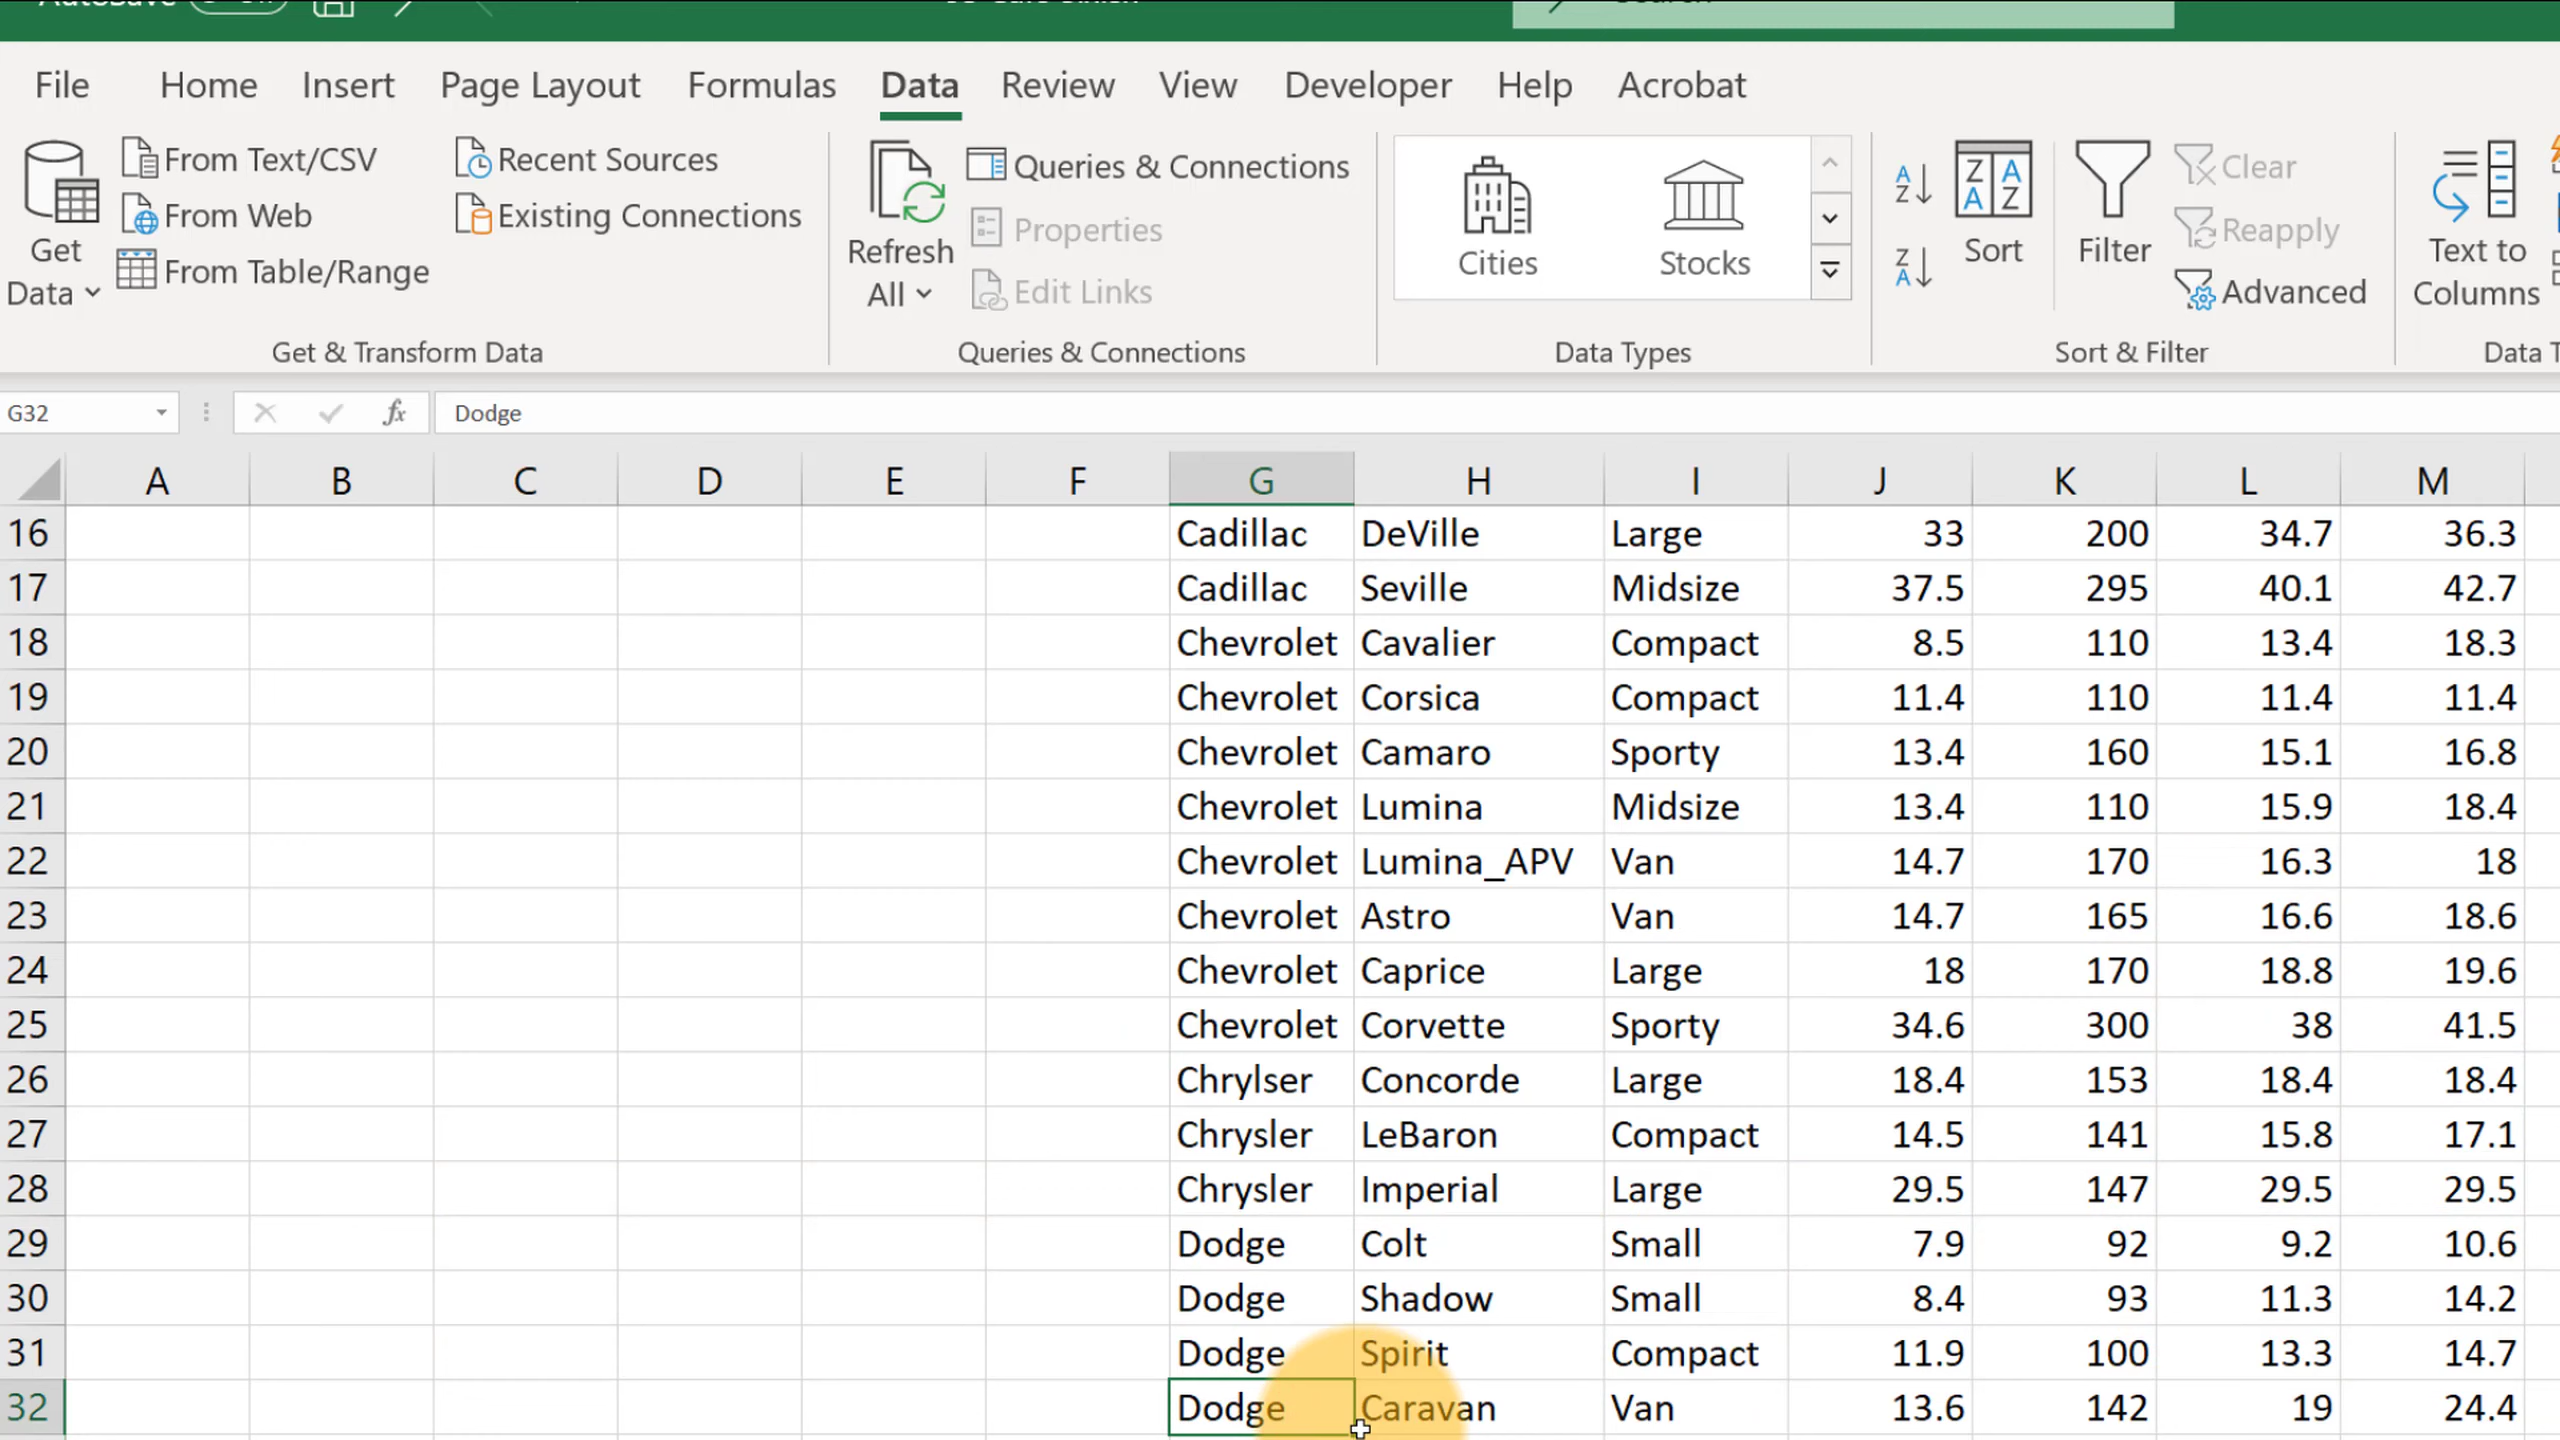 File Home Insert Page Layout Formulas Data Review View Developer Help Acrobat
Get Data
From Text/CSV
From Web
From Table/Range
Recent Sources
Existing Connections
Get & Transform Data
Refresh All
Queries & Connections
Properties
Edit Links
Queries & Connections
Cities
Stocks
Data Types
Sort
Filter
Clear
Reapply
Advanced
Sort & Filter
Text to Columns
Data T
G32 fx Dodge
A B C D E F G H I J K L M
16 Cadillac DeVille Large 33 200 34.7 36.3
17 Cadillac Seville Midsize 37.5 295 40.1 42.7
18 Chevrolet Cavalier Compact 8.5 110 13.4 18.3
19 Chevrolet Corsica Compact 11.4 110 11.4 11.4
20 Chevrolet Camaro Sporty 13.4 160 15.1 16.8
21 Chevrolet Lumina Midsize 13.4 110 15.9 18.4
22 Chevrolet Lumina_APV Van 14.7 170 16.3 18
23 Chevrolet Astro Van 14.7 165 16.6 18.6
24 Chevrolet Caprice Large 18 170 18.8 19.6
25 Chevrolet Corvette Sporty 34.6 300 38 41.5
26 Chrylser Concorde Large 18.4 153 18.4 18.4
27 Chrysler LeBaron Compact 14.5 141 15.8 17.1
28 Chrysler Imperial Large 29.5 147 29.5 29.5
29 Dodge Colt Small 7.9 92 9.2 10.6
30 Dodge Shadow Small 8.4 93 11.3 14.2
31 Dodge Spirit Compact 11.9 100 13.3 14.7
32 Dodge Caravan Van 13.6 142 19 24.4